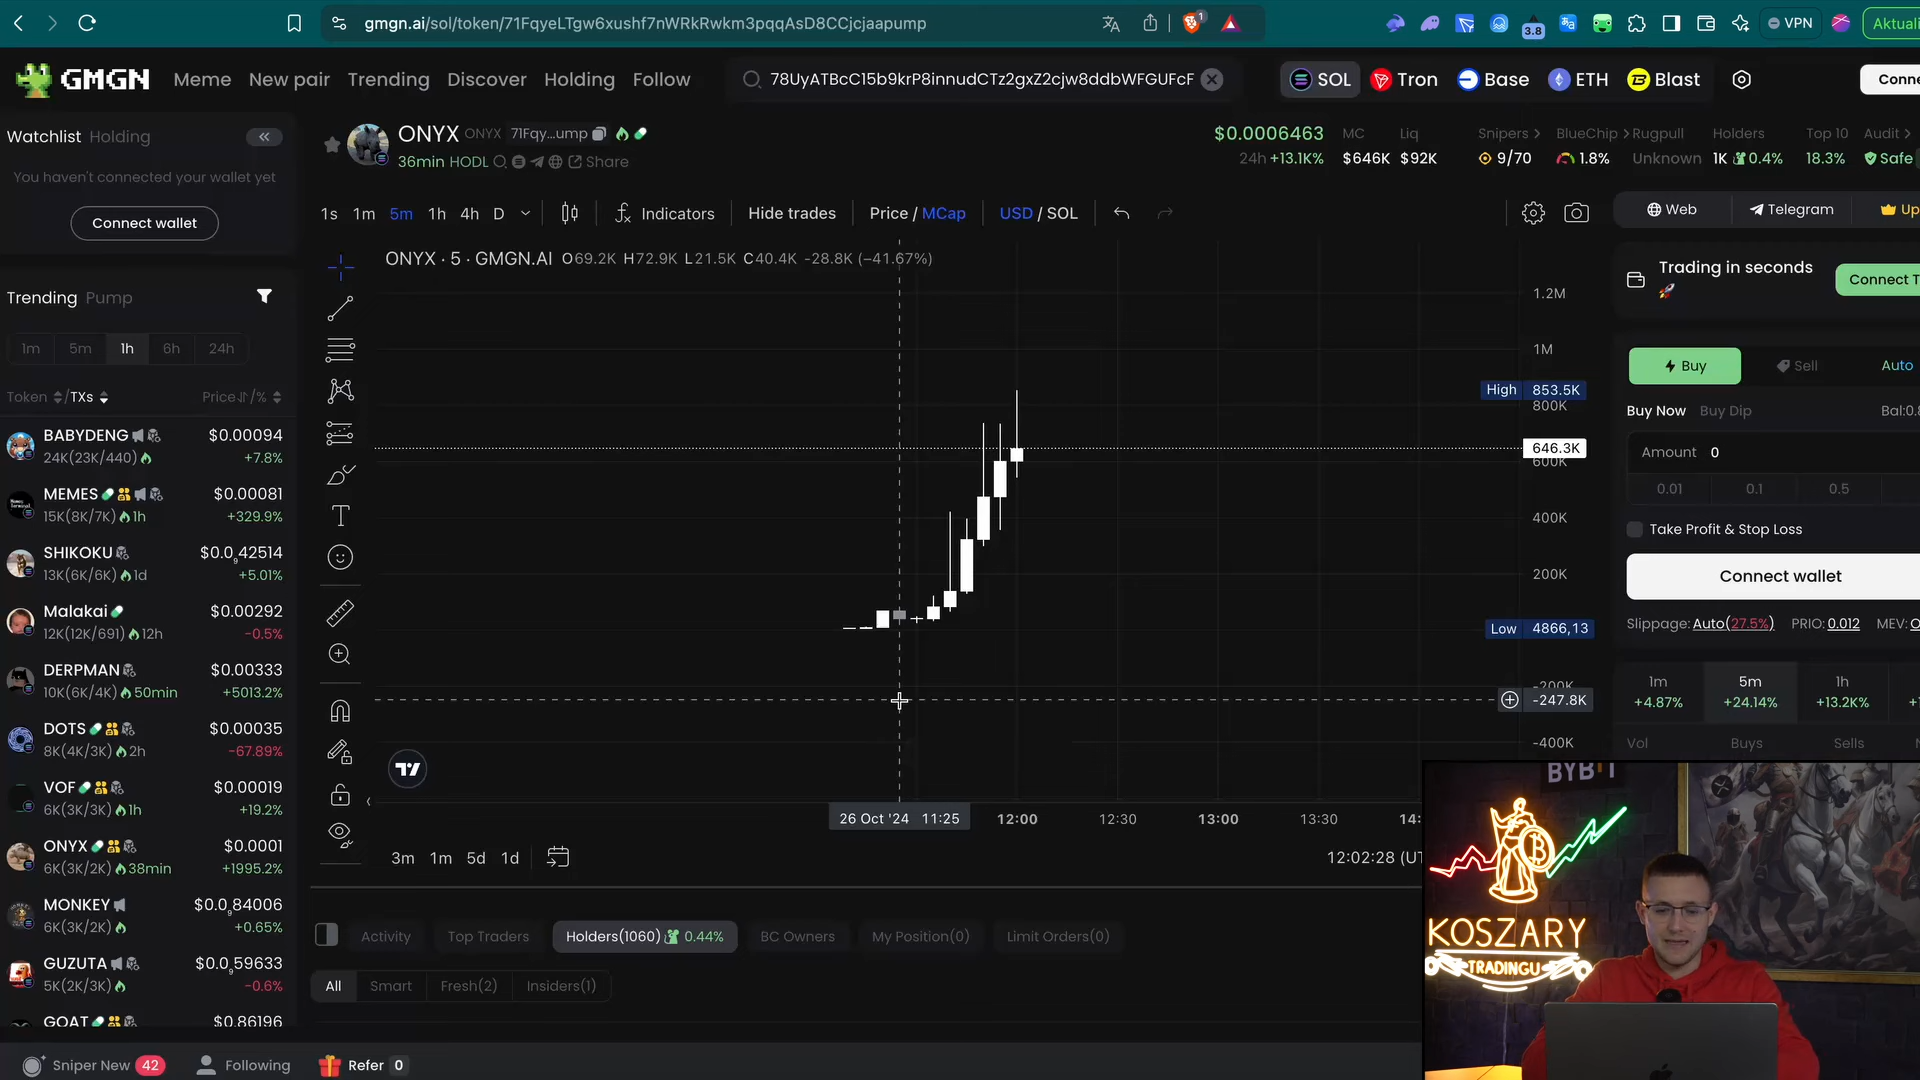 gmgn.ai/sol/token/71FqyeLTgw6xushf7nWRkRwkm3pqqAsD8CCjcjaapump
1
3.8
VPN
Aktuali
GMGN
Meme
New pair
Trending
Discover
Holding
Follow
78UyATBcC15b9krP8innudCTz2gxZ2cjw8ddbWFGUFcF
SOL
Tron
Base
ETH
Blast
Conne
Watchlist Holding
You haven't connected your wallet yet
Connect wallet
ONYX ONYX 71Fqy...ump
36min HODL Share
$0.0006463
24h +13.1K%
MC
$646K
Liq
$92K
Snipers
9/70
BlueChip
1.8%
Rugpull
Unknown
Holders
1K 0.4%
Top 10
18.3%
Audit
Safe
1s 1m 5m 1h 4h D
Indicators
Hide trades
Price / MCap
USD / SOL
Web
Telegram
Up
ONYX · 5 · GMGN.AI O69.2K H72.9K L21.5K C40.4K -28.8K (−41.67%)
Trending Pump
1m 5m 1h 6h 24h
Token /TXs Price /%
BABYDENG $0.00094
24K(23K/440) +7.8%
MEMES $0.00081
15K(8K/7K) 1h +329.9%
SHIKOKU $0.0₉42514
13K(6K/6K) 1d +5.01%
Malakai $0.00292
12K(12K/691) 12h -0.5%
DERPMAN $0.00333
10K(6K/4K) 50min +5013.2%
DOTS $0.00035
8K(4K/3K) 2h -67.89%
VOF $0.00019
6K(3K/3K) 1h +19.2%
ONYX $0.0001
6K(3K/2K) 38min +1995.2%
MONKEY $0.0₈84006
6K(3K/2K) +0.65%
GUZUTA $0.0₉59633
5K(2K/3K) -0.6%
GOAT $0.86196
1.2M
1M
High 853.5K
800K
646.3K
600K
400K
200K
Low 4866,13
-200K
-247.8K
-400K
26 Oct '24 11:25
12:00
12:30
13:00
13:30
14:
3m 1m 5d 1d
12:02:28 (UT
Trading in seconds
Connect T
Buy
Sell
Auto
Buy Now Buy Dip
Bal:0.
Amount 0
0.01 0.1 0.5
Take Profit & Stop Loss
Connect wallet
Slippage: Auto(27.5%) PRIO: 0.012 MEV: O
1m
+4.87%
5m
+24.14%
1h
+13.2K%
Vol Buys Sells
Activity
Top Traders
Holders(1060) 0.44%
BC Owners
My Position(0)
Limit Orders(0)
All
Smart
Fresh(2)
Insiders(1)
Sniper New 42
Following
Refer 0
BYBIT
KOSZARY
TRADINGU